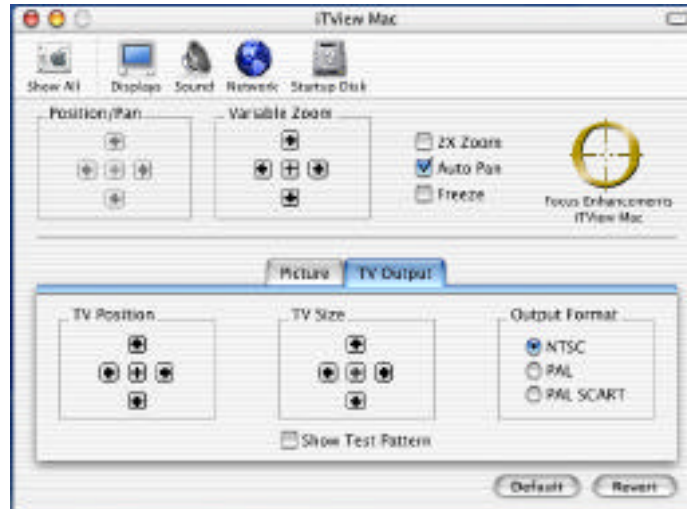 iTView Mac
Show All
Displays
Sound
Network
Startup Disk
Position/Pan
Variable Zoom
2X Zoom
Auto Pan
Freeze
Focus Enhancements
iTView Mac
Picture
TV Output
TV Position
TV Size
Output Format
NTSC
PAL
PAL SCART
Show Test Pattern
Default
Revert